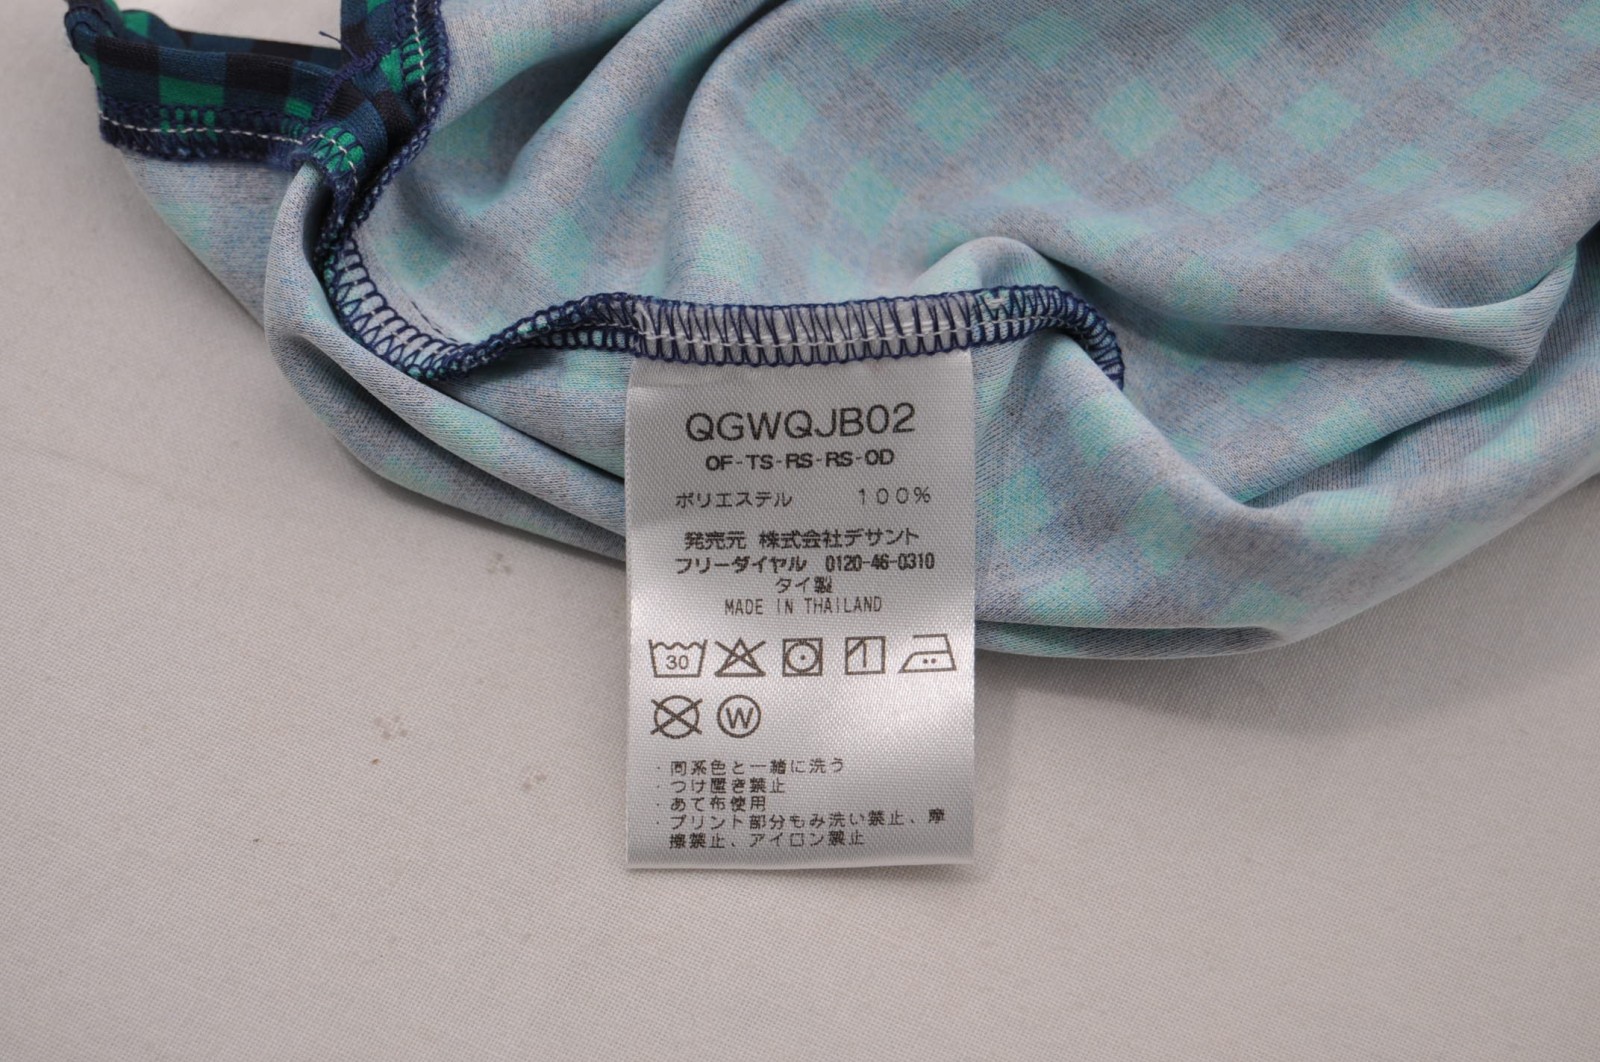 QGWQJB02
OF-TS-RS-RS-OD
ポリエステル 100%
発売元 株式会社デサント
フリーダイヤル 0120-46-0310
タイ製
MADE IN THAILAND
30
W
・同系色と一緒に洗う
・つけ置き禁止
・あて布使用
・プリント部分もみ洗い禁止、摩
擦禁止、アイロン禁止